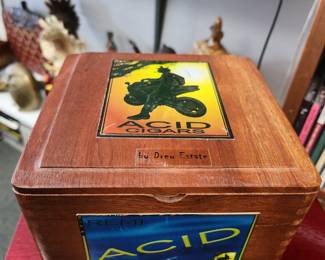 ACID
CIGARS
by Drew Estate
ACID